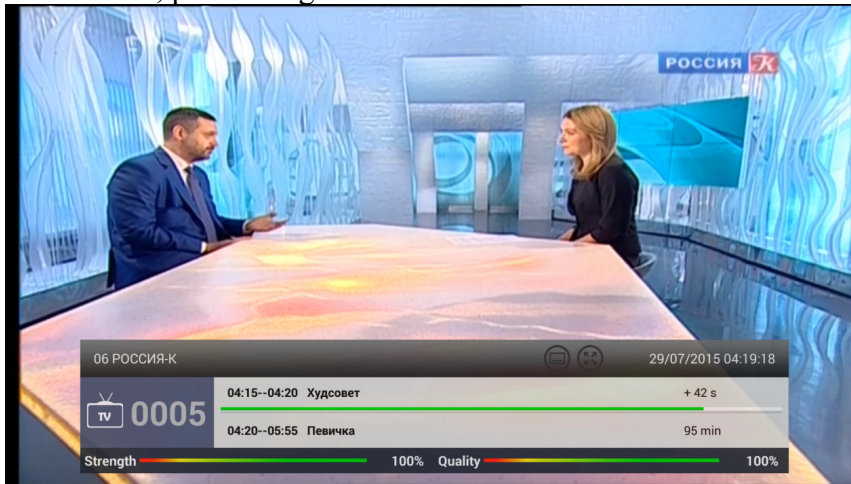 РОССИЯ К
06 РОССИЯ-К 29/07/2015 04:19:18
TV 0005
04:15--04:20 Худсовет + 42 s
04:20--05:55 Певичка 95 min
Strength 100% Quality 100%